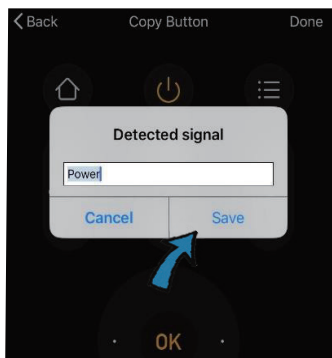 Back Copy Button Done
Detected signal
Power
Cancel Save
OK